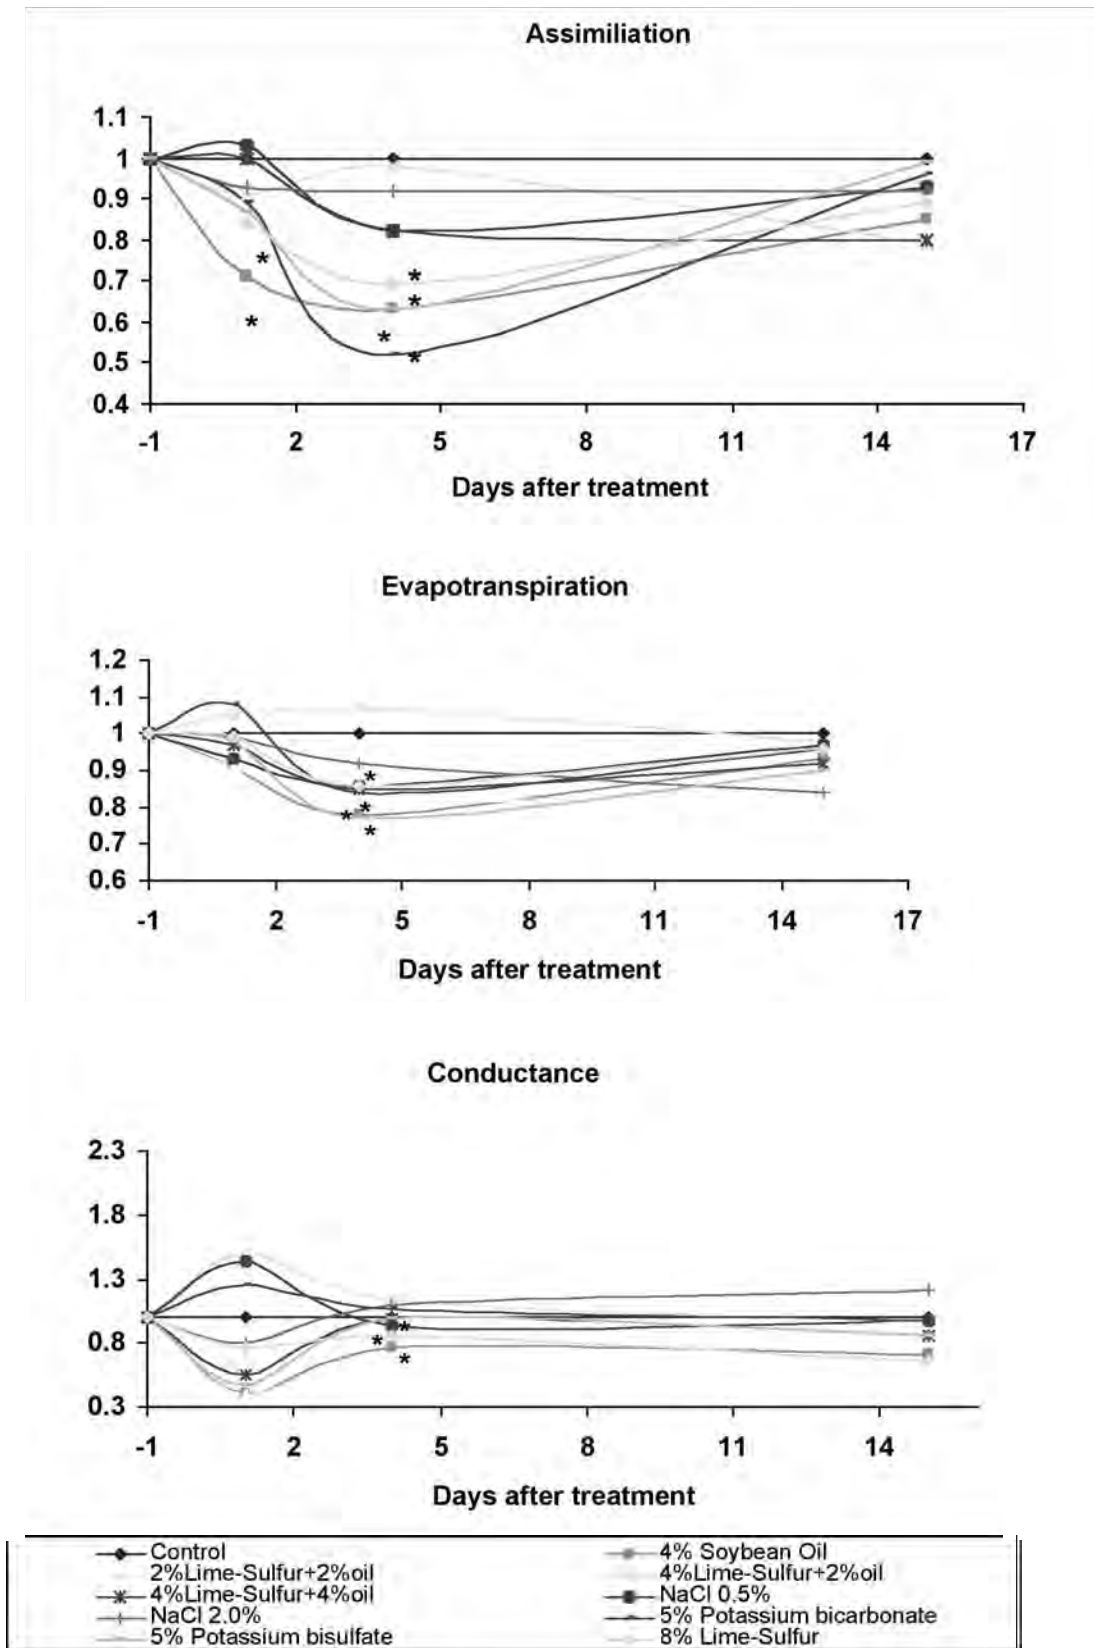 Assimiliation
1.1
1
0.9
0.8
0.7
0.6
0.5
0.4
* * * * * *
-1 2 5 8 11 14 17
Days after treatment
Evapotranspiration
1.2
1.1
1
0.9
0.8
0.7
0.6
* * * *
-1 2 5 8 11 14 17
Days after treatment
Conductance
2.3
1.8
1.3
0.8
0.3
* * *
-1 2 5 8 11 14
Days after treatment
Control 4% Soybean Oil
2%Lime-Sulfur+2%oil 4%Lime-Sulfur+2%oil
4%Lime-Sulfur+4%oil NaCl 0.5%
NaCl 2.0% 5% Potassium bicarbonate
5% Potassium bisulfate 8% Lime-Sulfur